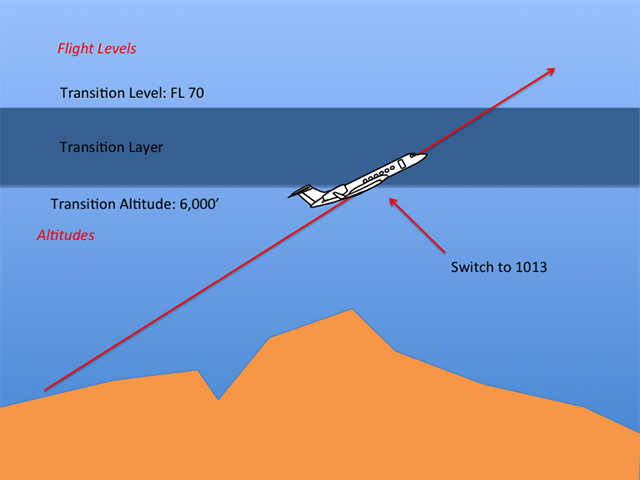 Flight Levels
Transition Level: FL 70
Transition Layer
Transition Altitude: 6,000’
Altitudes
Switch to 1013